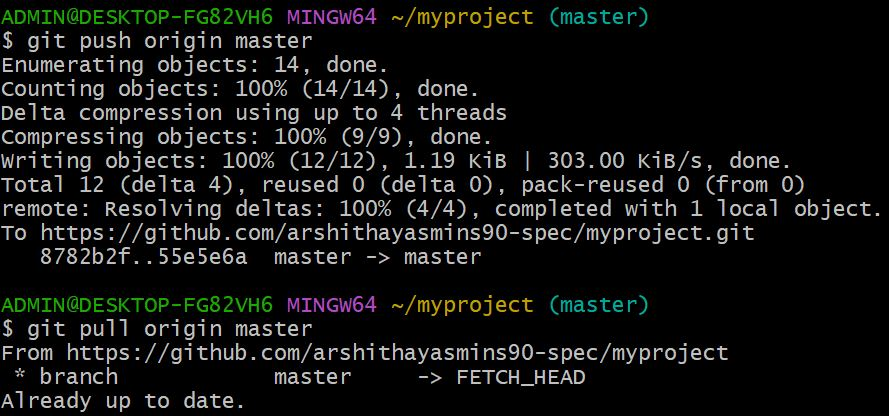 ADMIN@DESKTOP-FG82VH6 MINGW64 ~/myproject (master)
$ git push origin master
Enumerating objects: 14, done.
Counting objects: 100% (14/14), done.
Delta compression using up to 4 threads
Compressing objects: 100% (9/9), done.
Writing objects: 100% (12/12), 1.19 KiB | 303.00 KiB/s, done.
Total 12 (delta 4), reused 0 (delta 0), pack-reused 0 (from 0)
remote: Resolving deltas: 100% (4/4), completed with 1 local object.
To https://github.com/arshithayasmins90-spec/myproject.git
   8782b2f..55e5e6a  master -> master

ADMIN@DESKTOP-FG82VH6 MINGW64 ~/myproject (master)
$ git pull origin master
From https://github.com/arshithayasmins90-spec/myproject
 * branch            master     -> FETCH_HEAD
Already up to date.